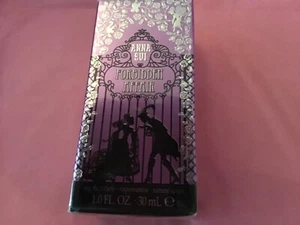 ANNA
SUI
FORBIDDEN
AFFAIR
1.0 FL. OZ. - 30 mL e